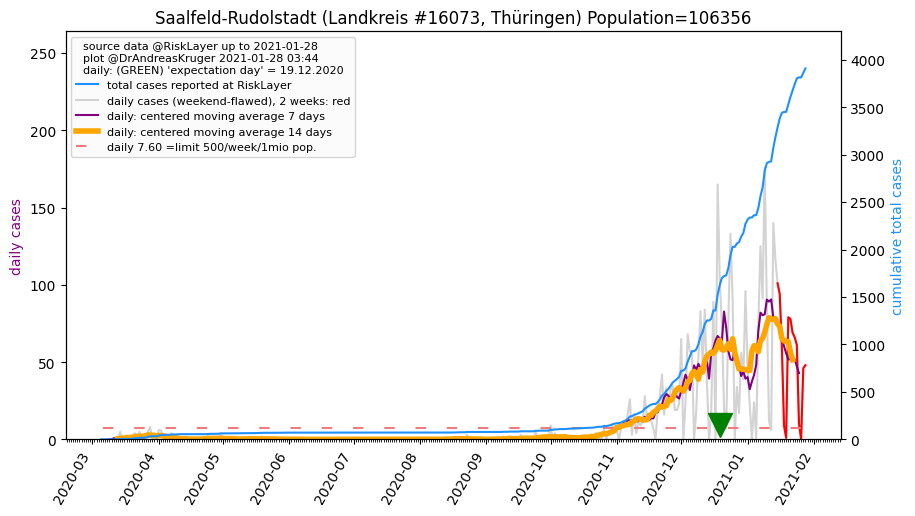 Saalfeld-Rudolstadt (Landkreis #16073, Thüringen) Population=106356
source data @RiskLayer up to 2021-01-28
plot @DrAndreasKruger 2021-01-28 03:44
daily: (GREEN) 'expectation day' = 19.12.2020
total cases reported at RiskLayer
daily cases (weekend-flawed), 2 weeks: red
daily: centered moving average 7 days
daily: centered moving average 14 days
daily 7.60 =limit 500/week/1mio pop.
daily cases
250
200
150
100
50
0
cumulative total cases
4000
3500
3000
2500
2000
1500
1000
500
0
2020-03
2020-04
2020-05
2020-06
2020-07
2020-08
2020-09
2020-10
2020-11
2020-12
2021-01
2021-02